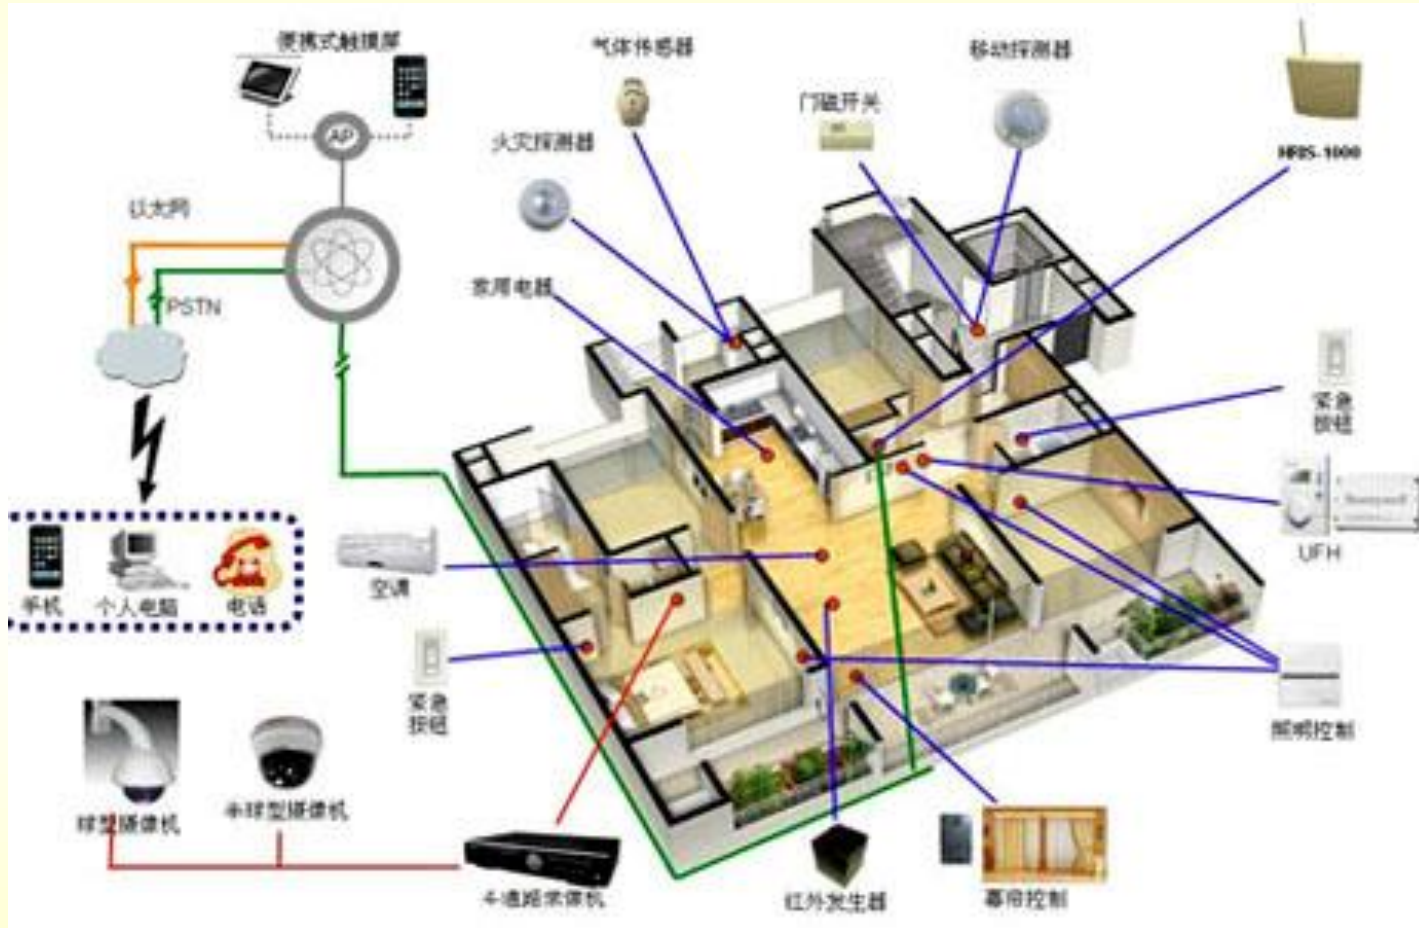 便携式触摸屏
气体传感器
移动探测器
门磁开关
AP
火灾探测器
HRIS-1000
以太网
家用电器
PSTN
紧急
按钮
UFH
空调
手机
个人电脑
电话
紧急
按钮
照明控制
球型摄像机
半球型摄像机
4通路录像机
红外发生器
幕帘控制